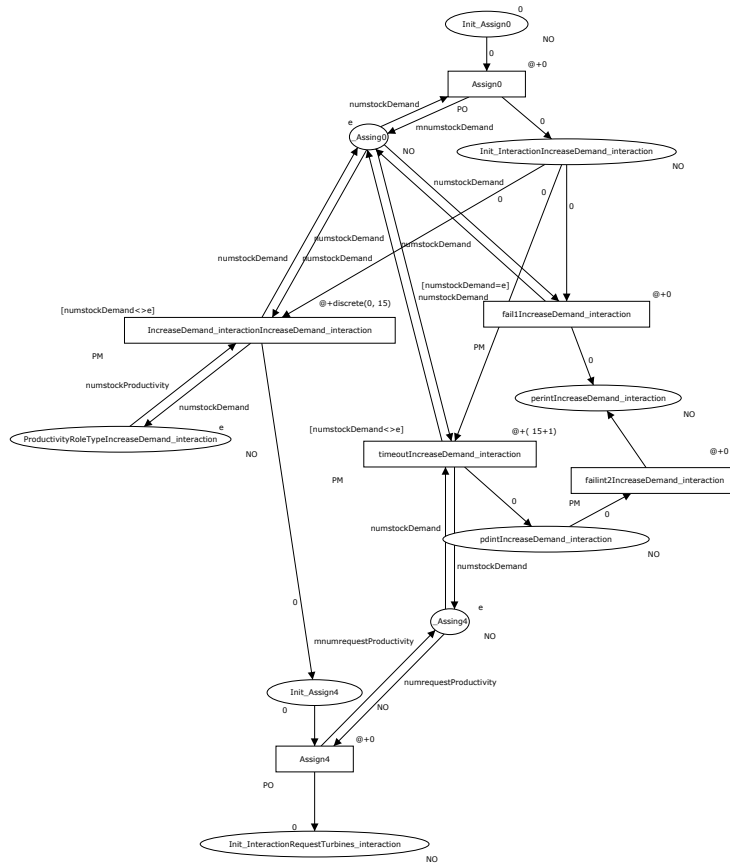 0
Init_Assign0
NO
0
@+0
Assign0
numstockDemand
PO
0
e
mnumstockDemand
_Assing0
NO
Init_InteractionIncreaseDemand_interaction
NO
numstockDemand
0
0
0
numstockDemand
numstockDemand
numstockDemand
numstockDemand
[numstockDemand=e]
numstockDemand
@+discrete(0, 15)
[numstockDemand<>e]
@+0
fail1IncreaseDemand_interaction
IncreaseDemand_interactionIncreaseDemand_interaction
PM
PM
0
numstockProductivity
numstockDemand
perintIncreaseDemand_interaction
NO
e
[numstockDemand<>e]
@+( 15+1)
ProductivityRoleTypeIncreaseDemand_interaction
NO
timeoutIncreaseDemand_interaction
@+0
PM
failint2IncreaseDemand_interaction
0
PM
0
numstockDemand
pdintIncreaseDemand_interaction
NO
numstockDemand
0
e
_Assing4
NO
mnumrequestProductivity
numrequestProductivity
Init_Assign4
NO
0
@+0
Assign4
PO
0
Init_InteractionRequestTurbines_interaction
NO